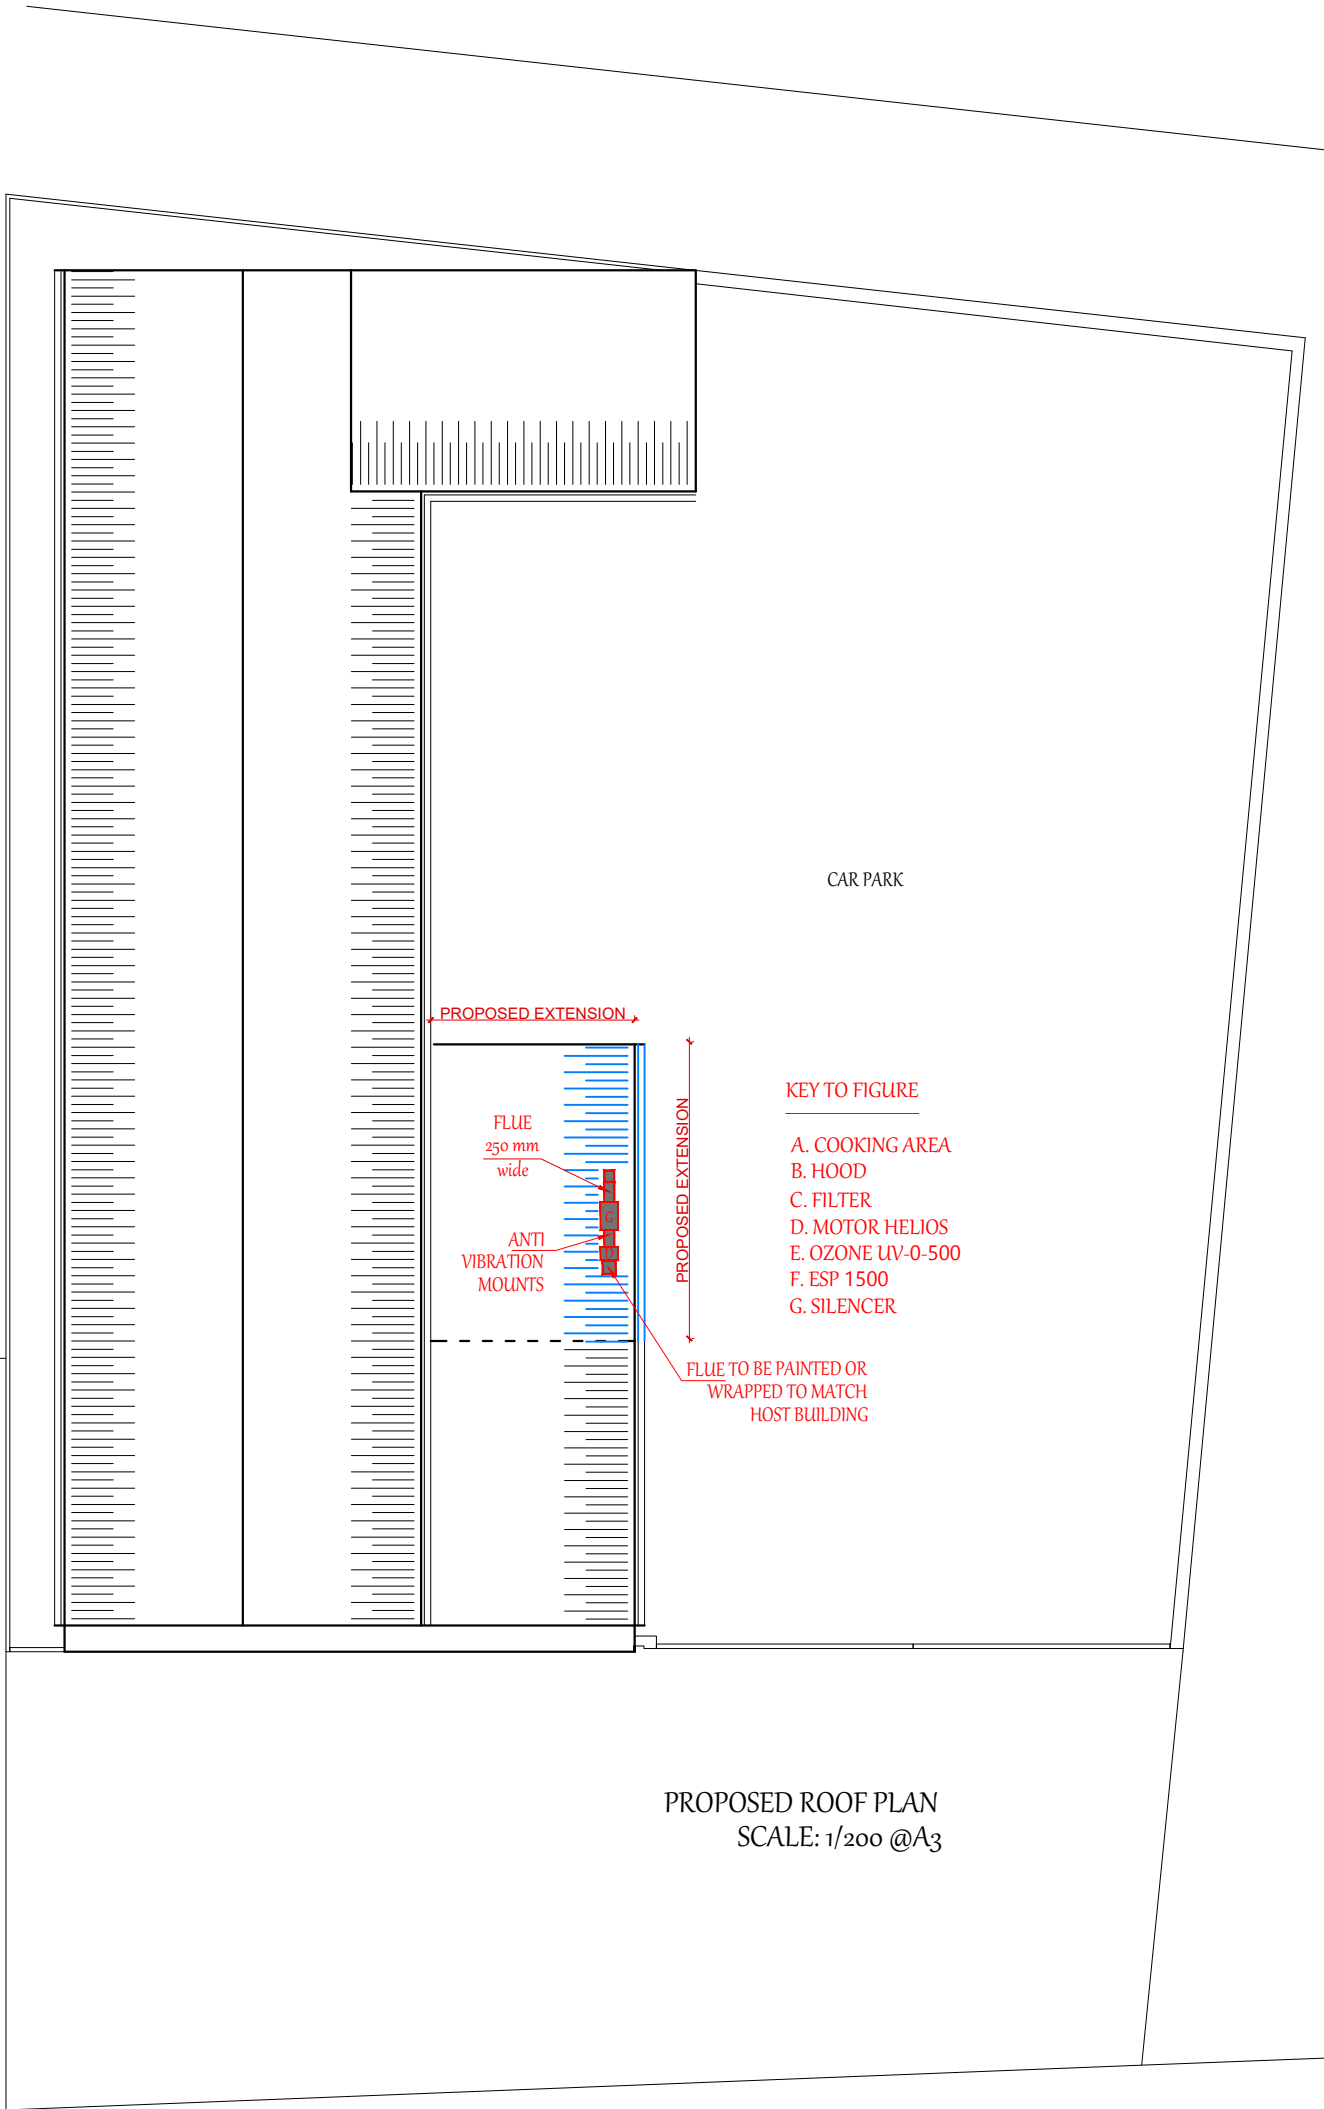 CAR PARK
PROPOSED EXTENSION
PROPOSED EXTENSION
FLUE
250 mm
wide
G
ANTI
VIBRATION
MOUNTS
D
KEY TO FIGURE
A. COOKING AREA
B. HOOD
C. FILTER
D. MOTOR HELIOS
E. OZONE UV-0-500
F. ESP 1500
G. SILENCER
FLUE TO BE PAINTED OR
WRAPPED TO MATCH
HOST BUILDING
PROPOSED ROOF PLAN
SCALE: 1/200 @A3